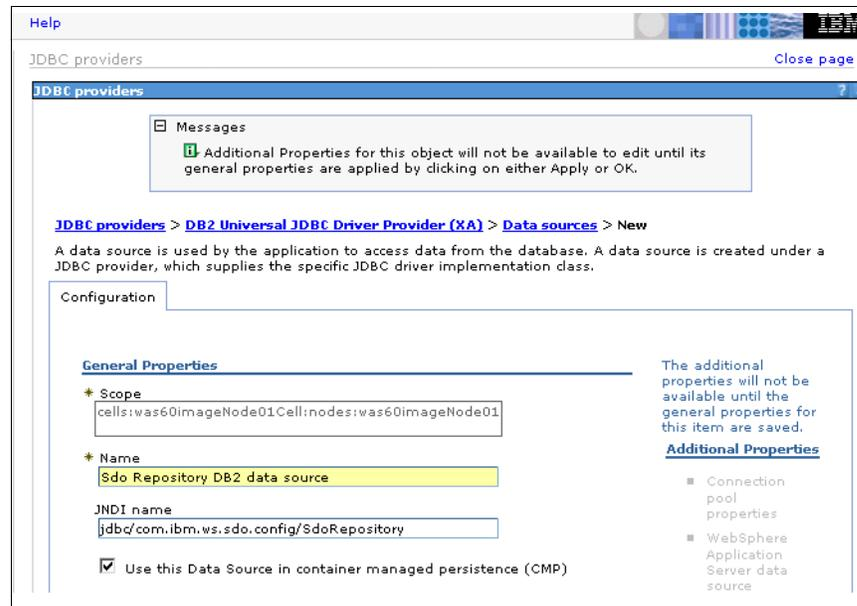 Help
IBM
JDBC providers
Close page
JDBC providers
?
Messages
Additional Properties for this object will not be available to edit until its
general properties are applied by clicking on either Apply or OK.
JDBC providers > DB2 Universal JDBC Driver Provider (XA) > Data sources > New
A data source is used by the application to access data from the database. A data source is created under a
JDBC provider, which supplies the specific JDBC driver implementation class.
Configuration
General Properties
* Scope
cells:was60imageNode01Cell:nodes:was60imageNode01
* Name
Sdo Repository DB2 data source
JNDI name
jdbc/com.ibm.ws.sdo.config/SdoRepository
Use this Data Source in container managed persistence (CMP)
The additional
properties will not be
available until the
general properties for
this item are saved.
Additional Properties
Connection
pool
properties
WebSphere
Application
Server data
source